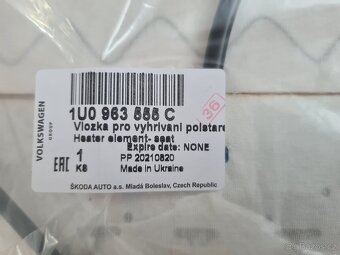 VOLKSWAGEN
GROUP
1U0 963 555 C
36
Vlozka pro vyhrivani polstare
Heater element- seat
Expire date: NONE
EAC
1
KS
PP 20210820
Made in Ukraine
ŠKODA AUTO a.s. Mladá Boleslav, Czech Republic